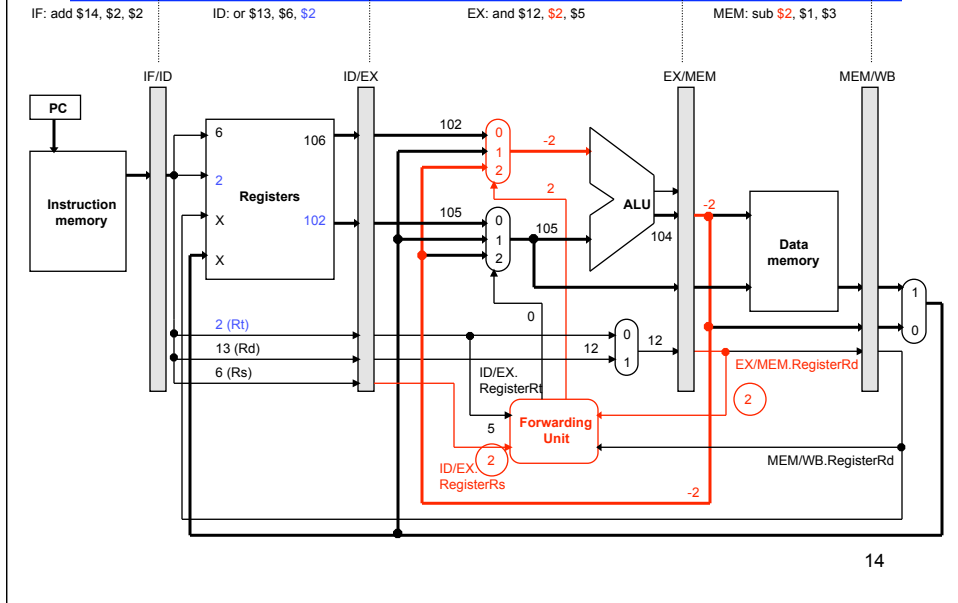 IF: add $14, $2, $2
ID: or $13, $6, $2
EX: and $12, $2, $5
MEM: sub $2, $1, $3
IF/ID
ID/EX
EX/MEM
MEM/WB
PC
Instruction
memory
6
2
X
X
Registers
106
102
102
105
0
1
2
0
1
2
-2
2
105
0
ALU
-2
104
Data
memory
1
0
2 (Rt)
13 (Rd)
6 (Rs)
12
0
1
12
ID/EX.
RegisterRt
5
Forwarding
Unit
EX/MEM.RegisterRd
2
2
ID/EX.
RegisterRs
MEM/WB.RegisterRd
-2
14